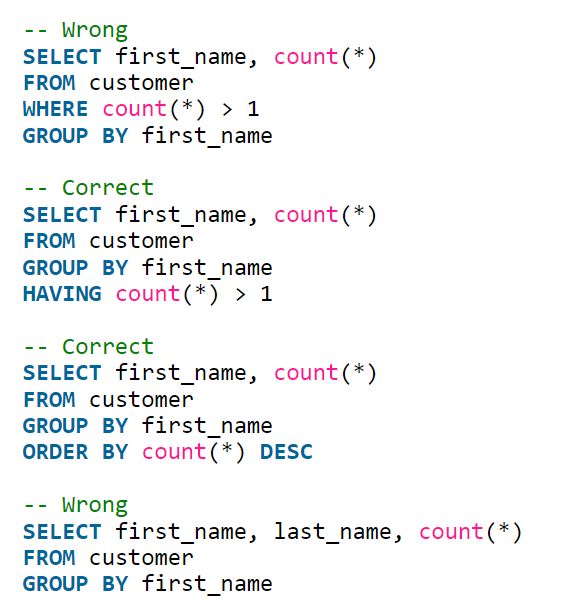 -- Wrong
SELECT first_name, count(*)
FROM customer
WHERE count(*) > 1
GROUP BY first_name
-- Correct
SELECT first_name, count(*)
FROM customer
GROUP BY first_name
HAVING count(*) > 1
-- Correct
SELECT first_name, count(*)
FROM customer
GROUP BY first_name
ORDER BY count(*) DESC
-- Wrong
SELECT first_name, last_name, count(*)
FROM customer
GROUP BY first_name